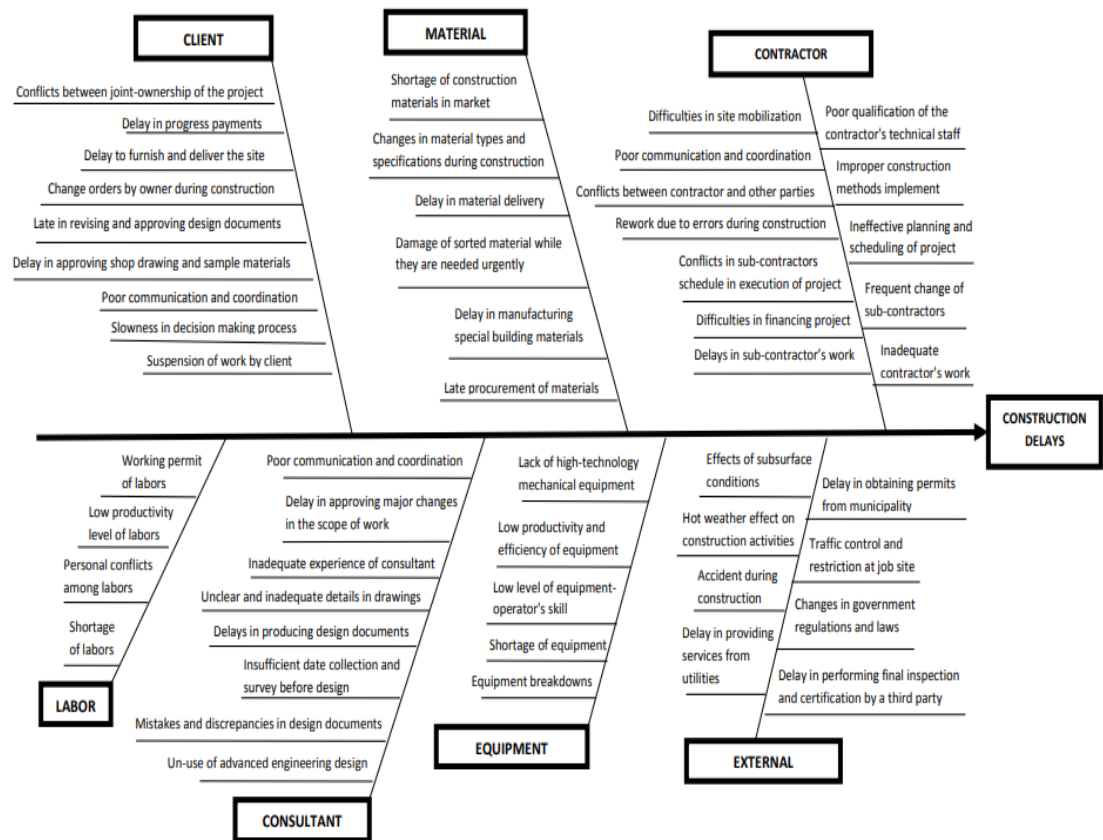 CLIENT
Conflicts between joint-ownership of the project
Delay in progress payments
Delay to furnish and deliver the site
Change orders by owner during construction
Late in revising and approving design documents
Delay in approving shop drawing and sample materials
Poor communication and coordination
Slowness in decision making process
Suspension of work by client
MATERIAL
Shortage of construction
materials in market
Changes in material types and
specifications during construction
Delay in material delivery
Damage of sorted material while
they are needed urgently
Delay in manufacturing
special building materials
Late procurement of materials
CONTRACTOR
Difficulties in site mobilization
Poor communication and coordination
Conflicts between contractor and other parties
Rework due to errors during construction
Conflicts in sub-contractors
schedule in execution of project
Difficulties in financing project
Delays in sub-contractor's work
Poor qualification of the
contractor's technical staff
Improper construction
methods implement
Ineffective planning and
scheduling of project
Frequent change of
sub-contractors
Inadequate
contractor's work
CONSTRUCTION
DELAYS
Working permit
of labors
Low productivity
level of labors
Personal conflicts
among labors
Shortage
of labors
LABOR
Poor communication and coordination
Delay in approving major changes
in the scope of work
Inadequate experience of consultant
Unclear and inadequate details in drawings
Delays in producing design documents
Insufficient date collection and
survey before design
Mistakes and discrepancies in design documents
Un-use of advanced engineering design
CONSULTANT
Lack of high-technology
mechanical equipment
Low productivity and
efficiency of equipment
Low level of equipment-
operator's skill
Shortage of equipment
Equipment breakdowns
EQUIPMENT
Effects of subsurface
conditions
Hot weather effect on
construction activities
Accident during
construction
Delay in providing
services from
utilities
Delay in obtaining permits
from municipality
Traffic control and
restriction at job site
Changes in government
regulations and laws
Delay in performing final inspection
and certification by a third party
EXTERNAL